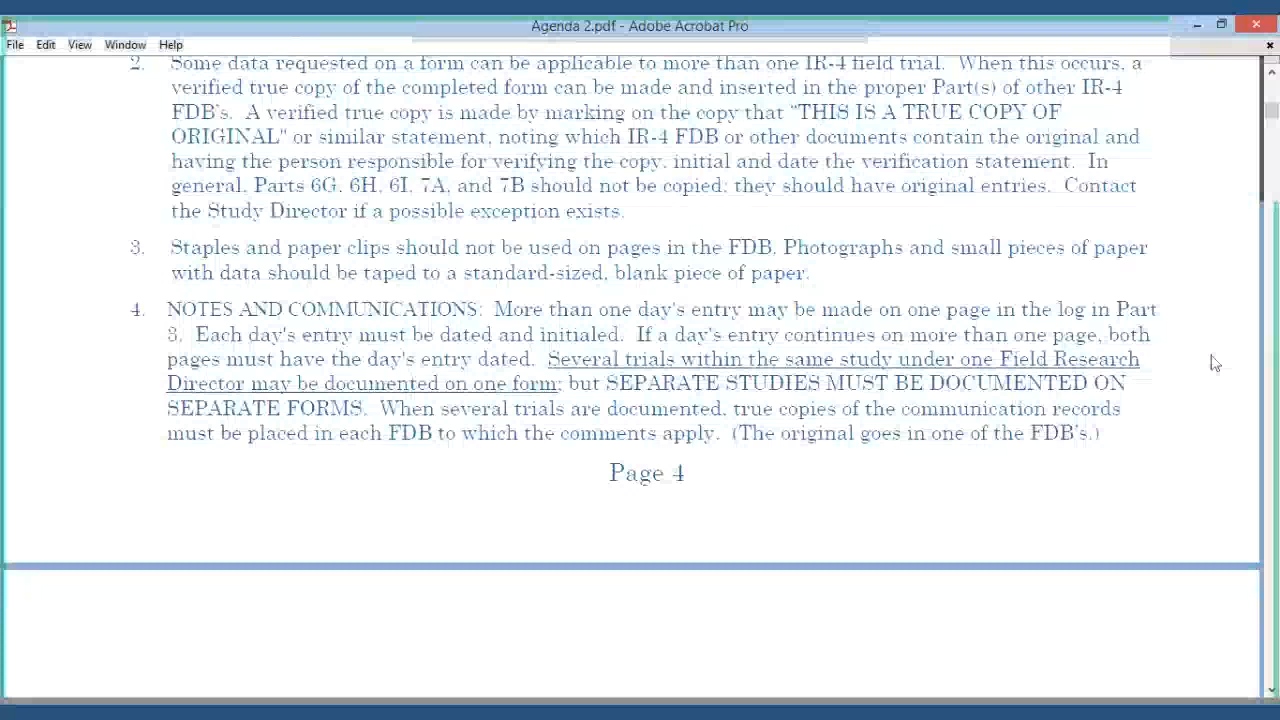 Agenda 2.pdf - Adobe Acrobat Pro
File Edit View Window Help
2. Some data requested on a form can be applicable to more than one IR-4 field trial. When this occurs, a
verified true copy of the completed form can be made and inserted in the proper Part(s) of other IR-4
FDB's. A verified true copy is made by marking on the copy that "THIS IS A TRUE COPY OF
ORIGINAL" or similar statement, noting which IR-4 FDB or other documents contain the original and
having the person responsible for verifying the copy, initial and date the verification statement. In
general, Parts 6G, 6H, 6I, 7A, and 7B should not be copied; they should have original entries. Contact
the Study Director if a possible exception exists.
3. Staples and paper clips should not be used on pages in the FDB. Photographs and small pieces of paper
with data should be taped to a standard-sized, blank piece of paper.
4. NOTES AND COMMUNICATIONS: More than one day's entry may be made on one page in the log in Part
3. Each day's entry must be dated and initialed. If a day's entry continues on more than one page, both
pages must have the day's entry dated. Several trials within the same study under one Field Research
Director may be documented on one form; but SEPARATE STUDIES MUST BE DOCUMENTED ON
SEPARATE FORMS. When several trials are documented, true copies of the communication records
must be placed in each FDB to which the comments apply. (The original goes in one of the FDB's.)
Page 4